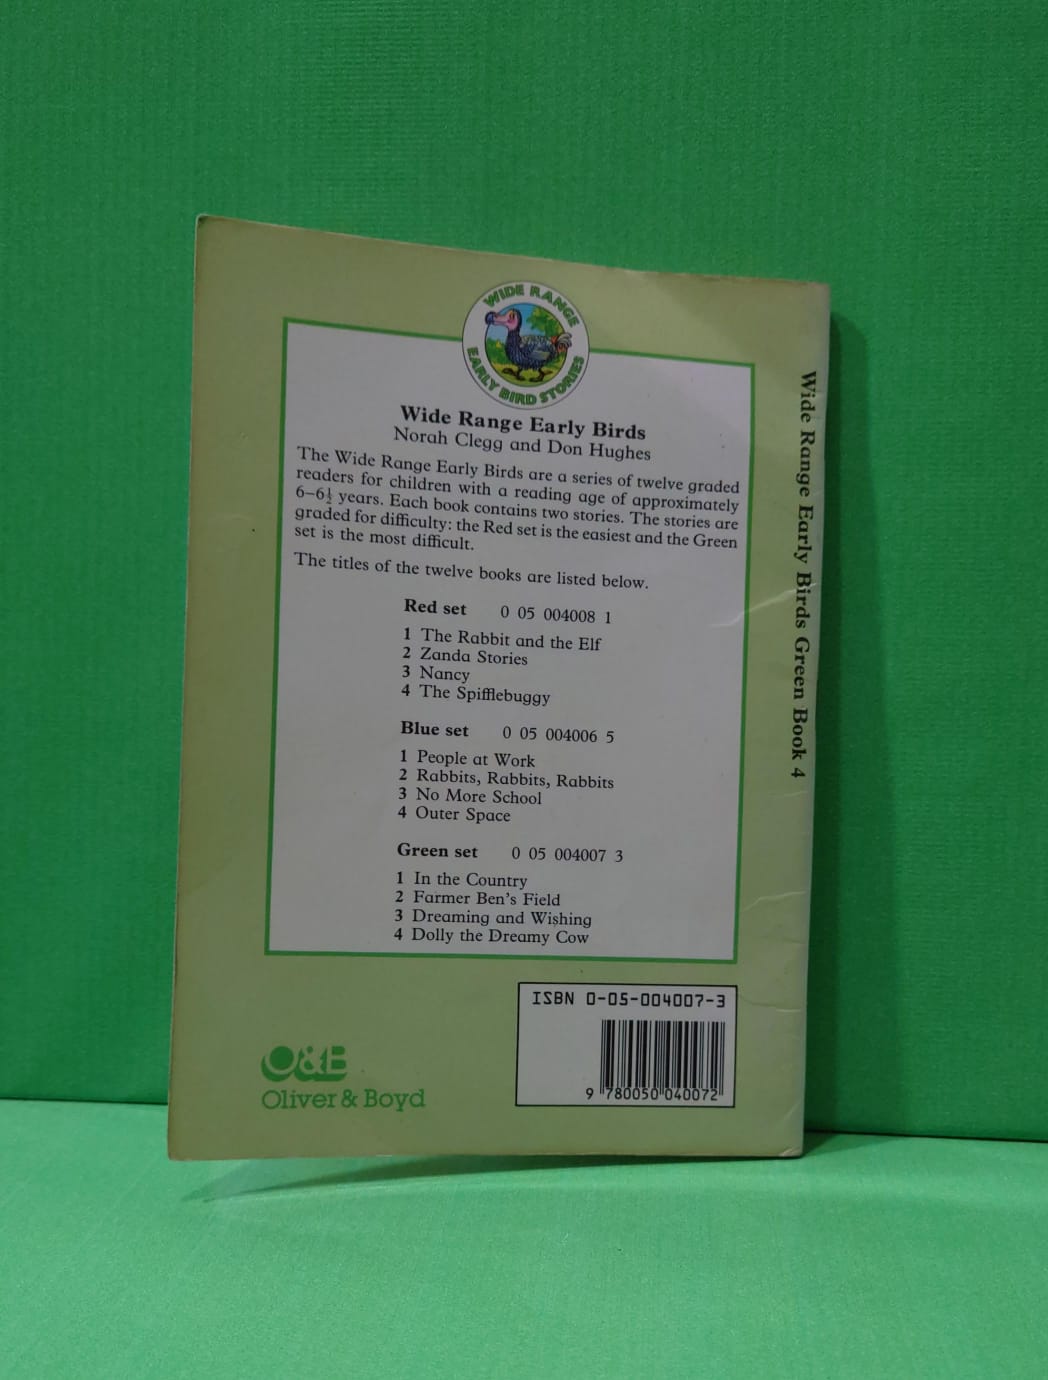 WIDE RANGE
EARLY BIRD STORIES
Wide Range Early Birds
Norah Clegg and Don Hughes
The Wide Range Early Birds are a series of twelve graded
readers for children with a reading age of approximately
6–6½ years. Each book contains two stories. The stories are
graded for difficulty: the Red set is the easiest and the Green
set is the most difficult.
The titles of the twelve books are listed below.
Red set 0 05 004008 1
1 The Rabbit and the Elf
2 Zanda Stories
3 Nancy
4 The Spifflebuggy
Blue set 0 05 004006 5
1 People at Work
2 Rabbits, Rabbits, Rabbits
3 No More School
4 Outer Space
Green set 0 05 004007 3
1 In the Country
2 Farmer Ben's Field
3 Dreaming and Wishing
4 Dolly the Dreamy Cow
ISBN 0-05-004007-3
9 780050 040072
O&B
Oliver & Boyd
Wide Range Early Birds Green Book 4